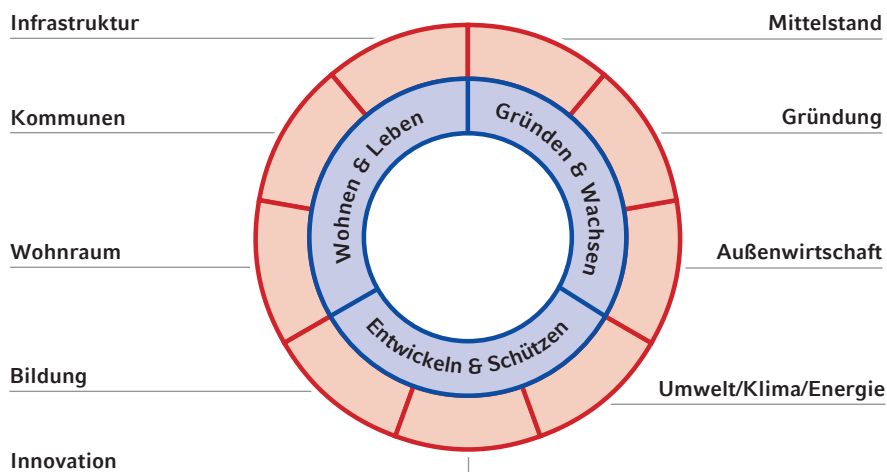 Infrastruktur
Mittelstand
Kommunen
Gründung
Wohnen & Leben
Gründen & Wachsen
Wohnraum
Außenwirtschaft
Entwickeln & Schützen
Bildung
Umwelt/Klima/Energie
Innovation